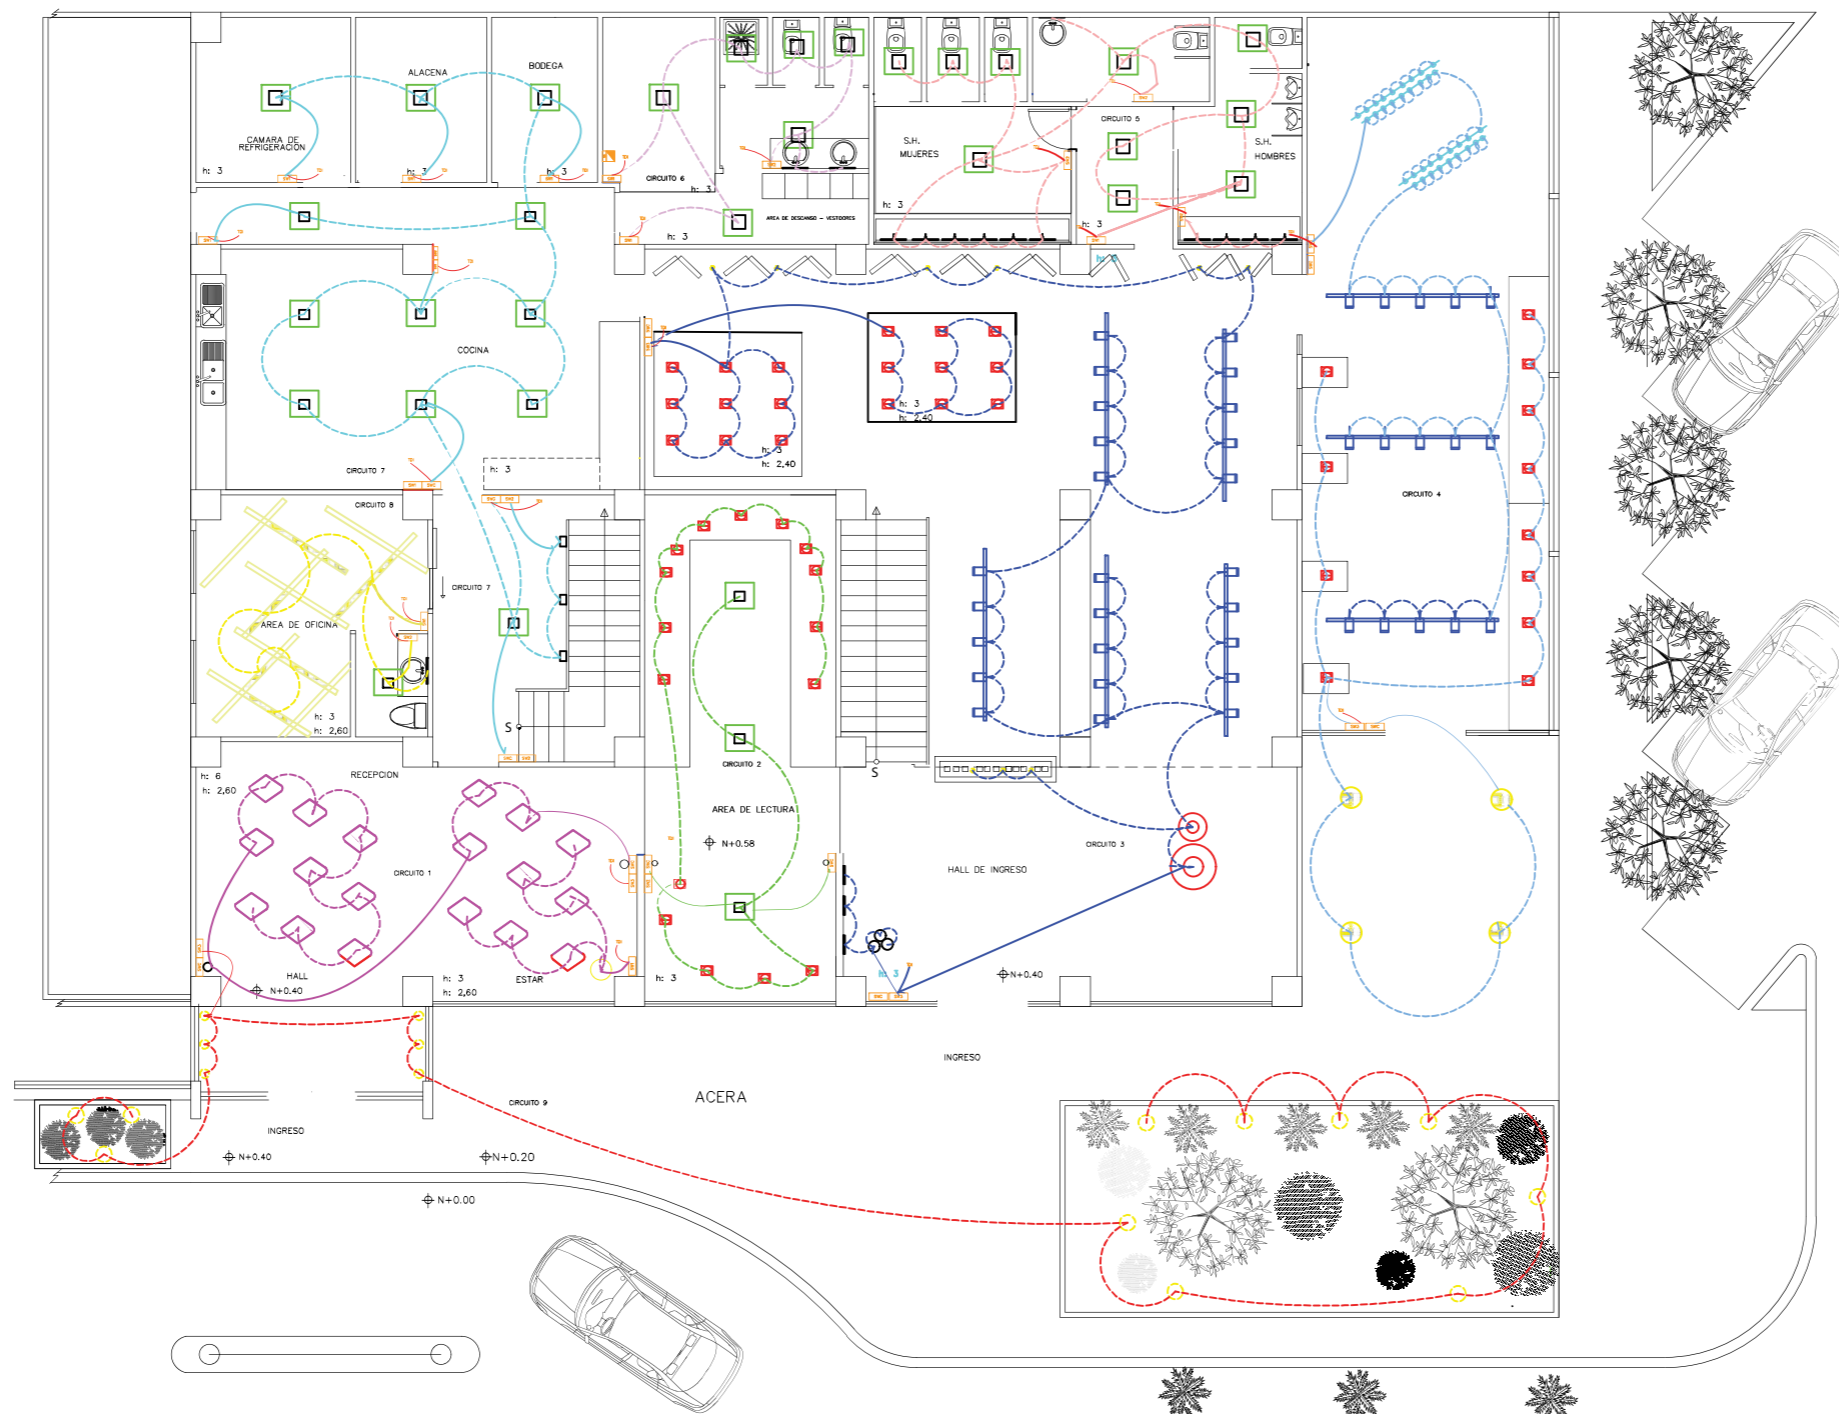 ALACENA
BODEGA
CAMARA DE
REFRIGERACIÓN
h: 3
h: 3
h: 3
CIRCUITO 6
h: 3
AREA DE DESCANSO - VESTIDORES
h: 3
S.H.
MUJERES
h: 3
CIRCUITO 5
h: 3
S.H.
HOMBRES
h: 3
COCINA
CIRCUITO 7
h: 3
h: 3
h: 2,40
h: 3
h: 2,40
CIRCUITO 4
CIRCUITO 8
AREA DE OFICINA
h: 3
h: 2,60
CIRCUITO 7
S
CIRCUITO 2
AREA DE LECTURA
N+0.58
h: 3
S
h: 6
h: 2,60
RECEPCION
CIRCUITO 1
HALL
N+0.40
h: 3
h: 2,60
ESTAR
CIRCUITO 3
HALL DE INGRESO
h: 3
N+0.40
INGRESO
ACERA
CIRCUITO 9
INGRESO
N+0.40
N+0.20
N+0.00